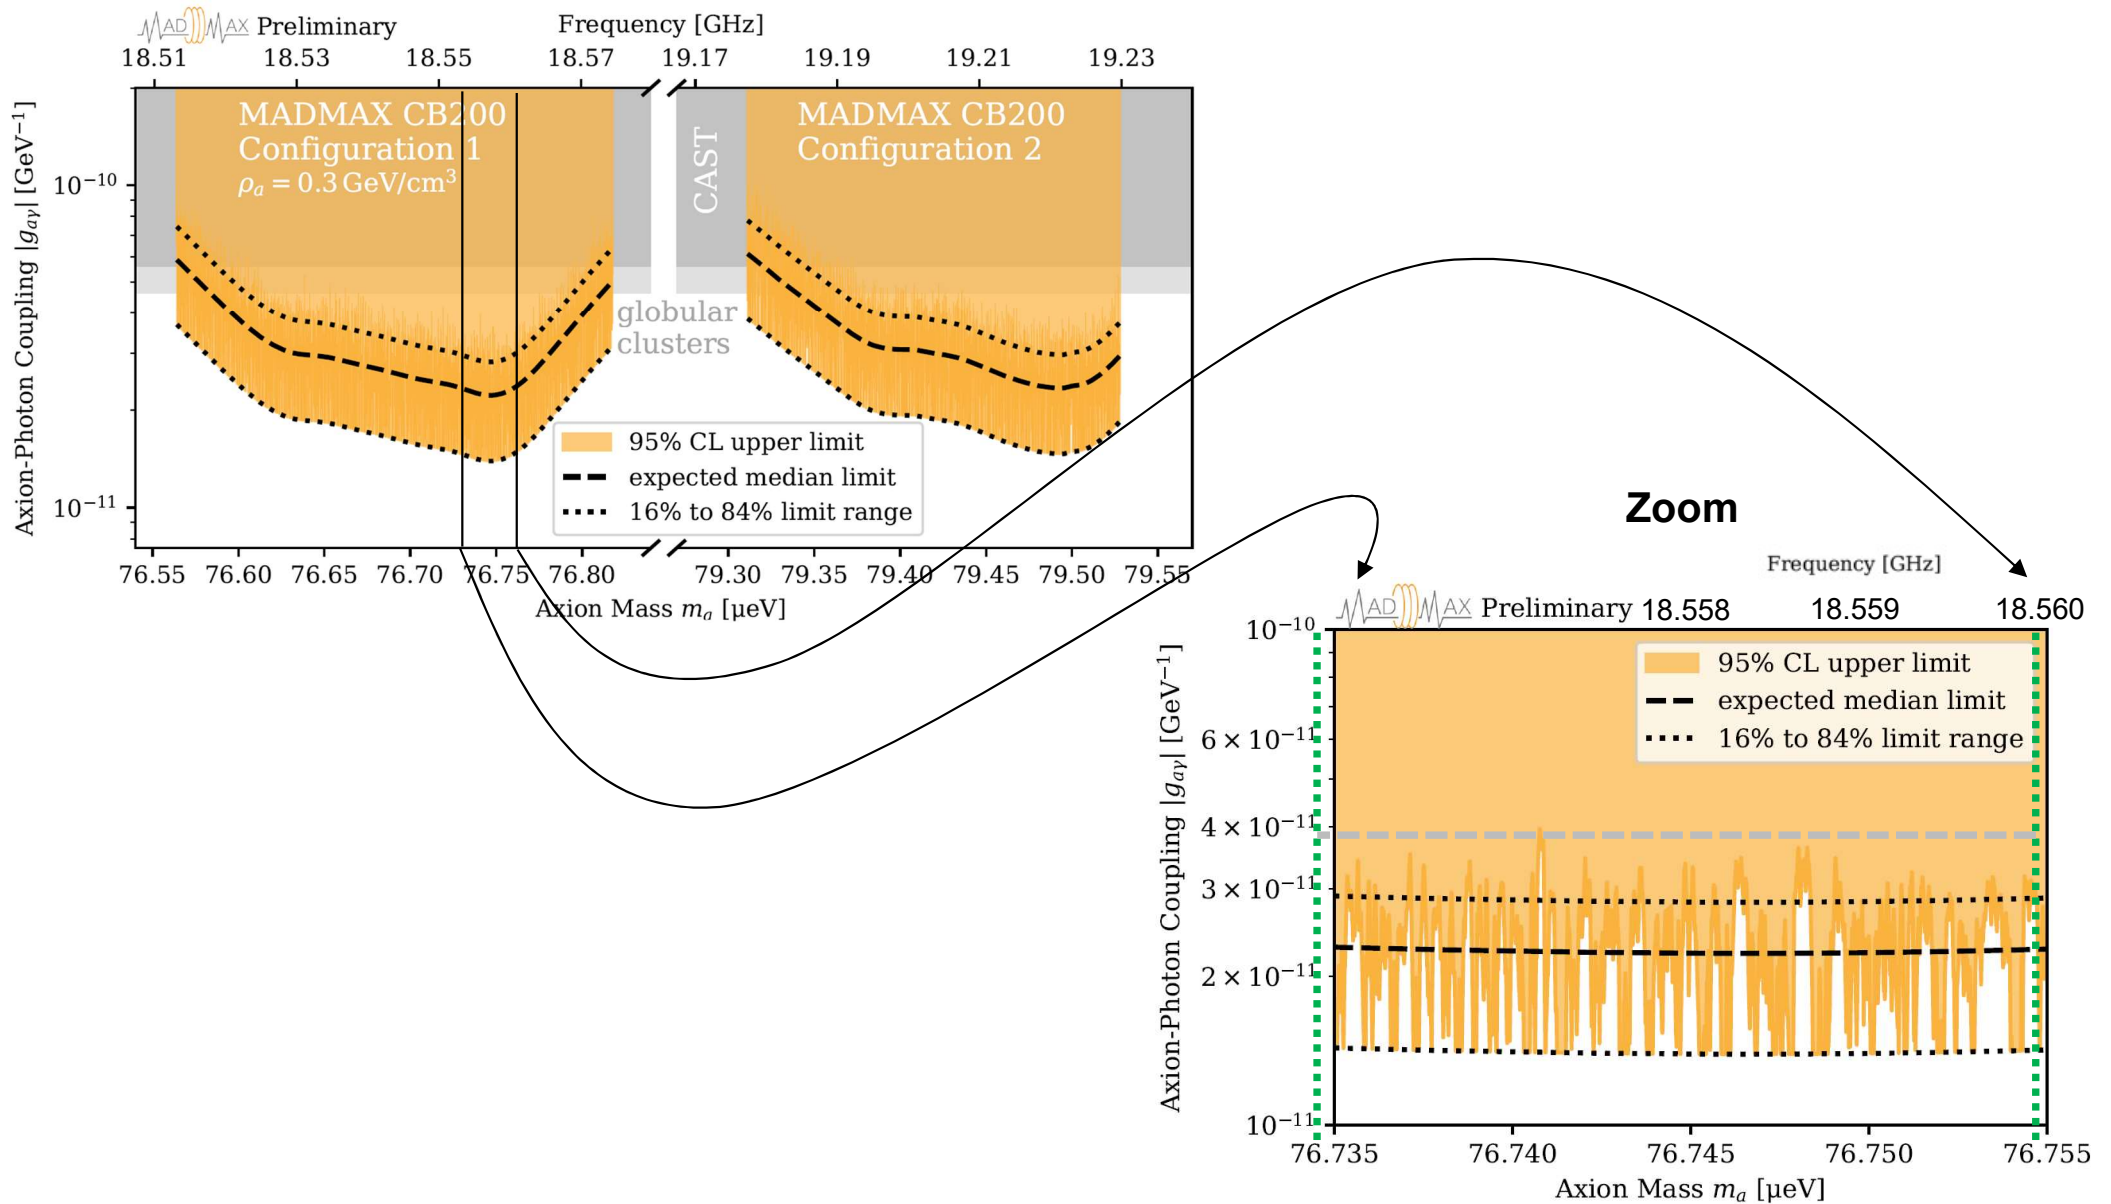 MADMAX Preliminary
Frequency [GHz]
18.51 18.53 18.55 18.57 19.17 19.19 19.21 19.23
MADMAX CB200
Configuration 1
ρₐ = 0.3 GeV/cm³
CAST
MADMAX CB200
Configuration 2
globular
clusters
Axion-Photon Coupling |g_{aγ}| [GeV⁻¹]
10⁻¹⁰
10⁻¹¹
95% CL upper limit
expected median limit
16% to 84% limit range
76.55 76.60 76.65 76.70 76.75 76.80 79.30 79.35 79.40 79.45 79.50 79.55
Axion Mass mₐ [µeV]
Zoom
Frequency [GHz]
MADMAX Preliminary 18.558 18.559 18.560
Axion-Photon Coupling |g_{aγ}| [GeV⁻¹]
10⁻¹⁰
6 × 10⁻¹¹
4 × 10⁻¹¹
3 × 10⁻¹¹
2 × 10⁻¹¹
10⁻¹¹
95% CL upper limit
expected median limit
16% to 84% limit range
76.735 76.740 76.745 76.750 76.755
Axion Mass mₐ [µeV]